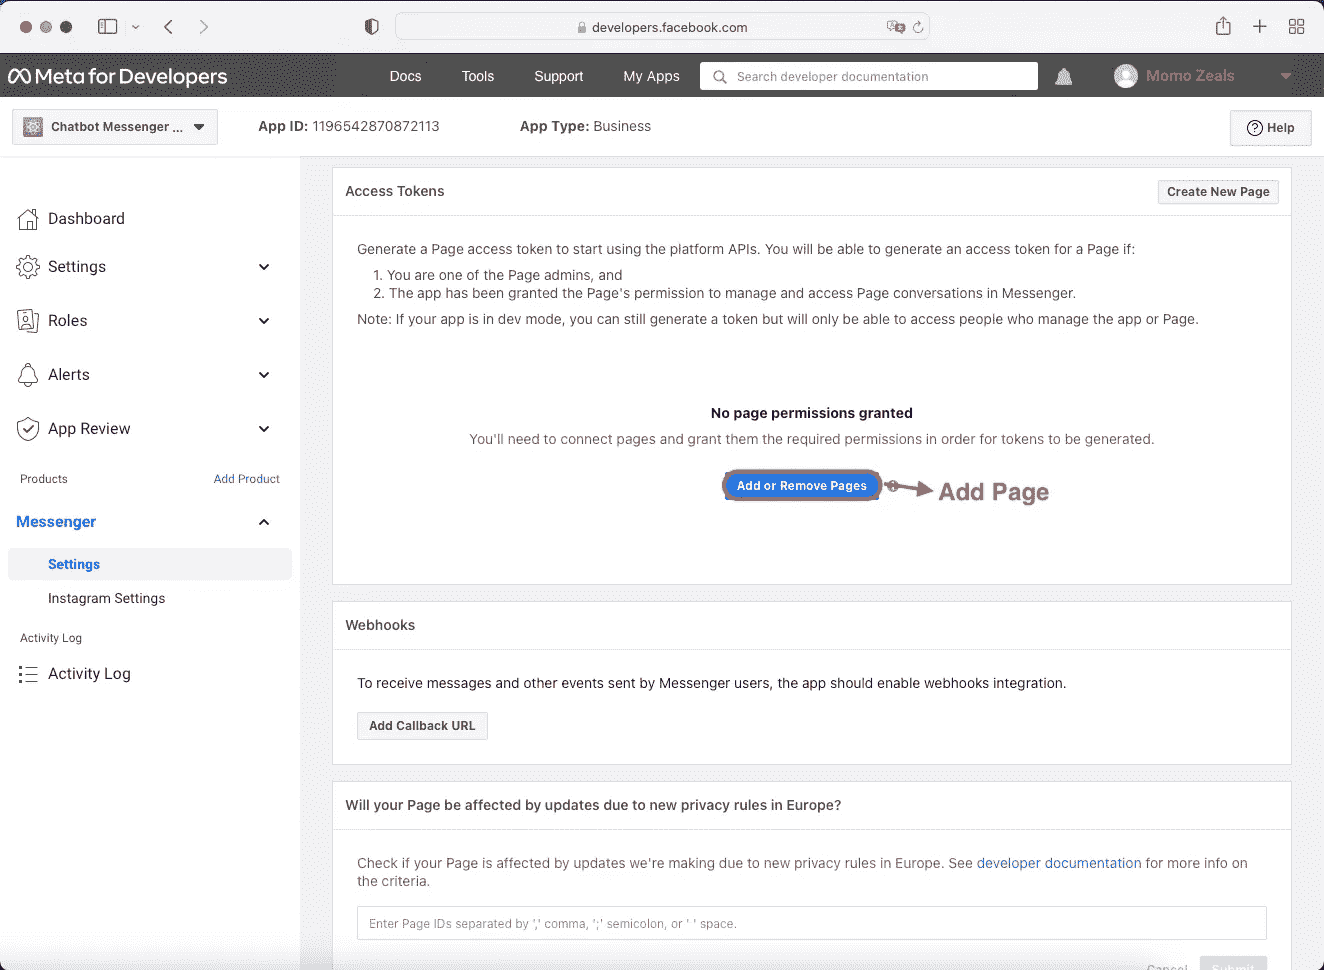 developers.facebook.com
Meta for Developers
Docs
Tools
Support
My Apps
Search developer documentation
Momo Zeals
Chatbot Messenger ...
App ID: 1196542870872113
App Type: Business
Help
Dashboard
Settings
Roles
Alerts
App Review
Products
Add Product
Messenger
Settings
Instagram Settings
Activity Log
Activity Log
Access Tokens
Create New Page
Generate a Page access token to start using the platform APIs. You will be able to generate an access token for a Page if:
1. You are one of the Page admins, and
2. The app has been granted the Page's permission to manage and access Page conversations in Messenger.
Note: If your app is in dev mode, you can still generate a token but will only be able to access people who manage the app or Page.
No page permissions granted
You'll need to connect pages and grant them the required permissions in order for tokens to be generated.
Add or Remove Pages
Add Page
Webhooks
To receive messages and other events sent by Messenger users, the app should enable webhooks integration.
Add Callback URL
Will your Page be affected by updates due to new privacy rules in Europe?
Check if your Page is affected by updates we're making due to new privacy rules in Europe. See developer documentation for more info on
the criteria.
Enter Page IDs separated by ',' comma, ';' semicolon, or ' ' space.
Cancel
Submit